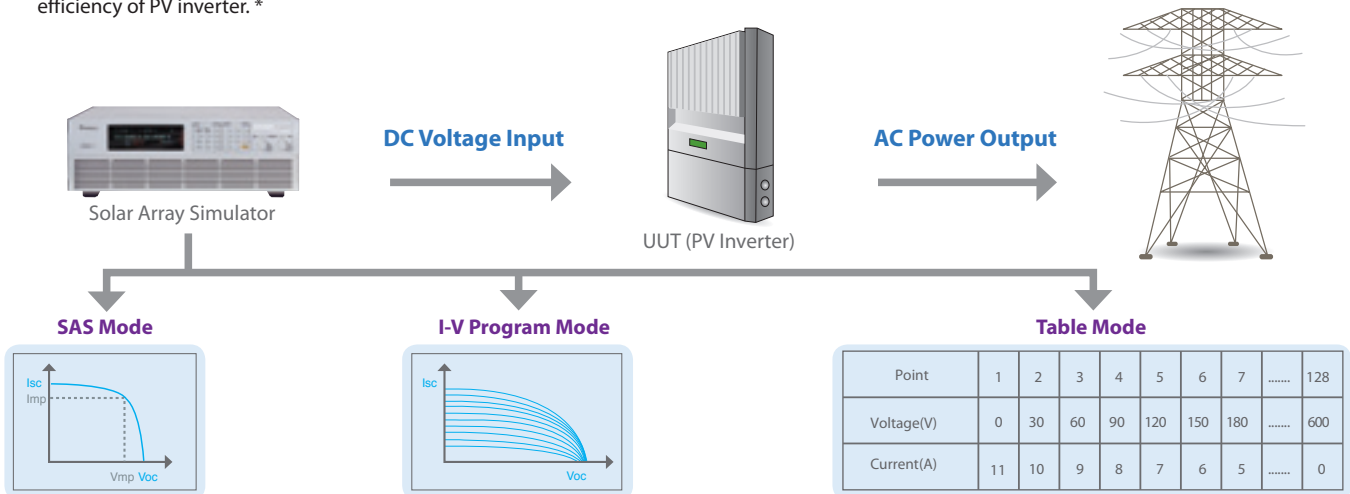 efficiency of PV inverter. *
DC Voltage Input
AC Power Output
Solar Array Simulator
UUT (PV Inverter)
SAS Mode
I-V Program Mode
Table Mode
Isc
Imp
Vmp Voc
Isc
Voc
Point 1 2 3 4 5 6 7 ....... 128
Voltage(V) 0 30 60 90 120 150 180 ....... 600
Current(A) 11 10 9 8 7 6 5 ....... 0